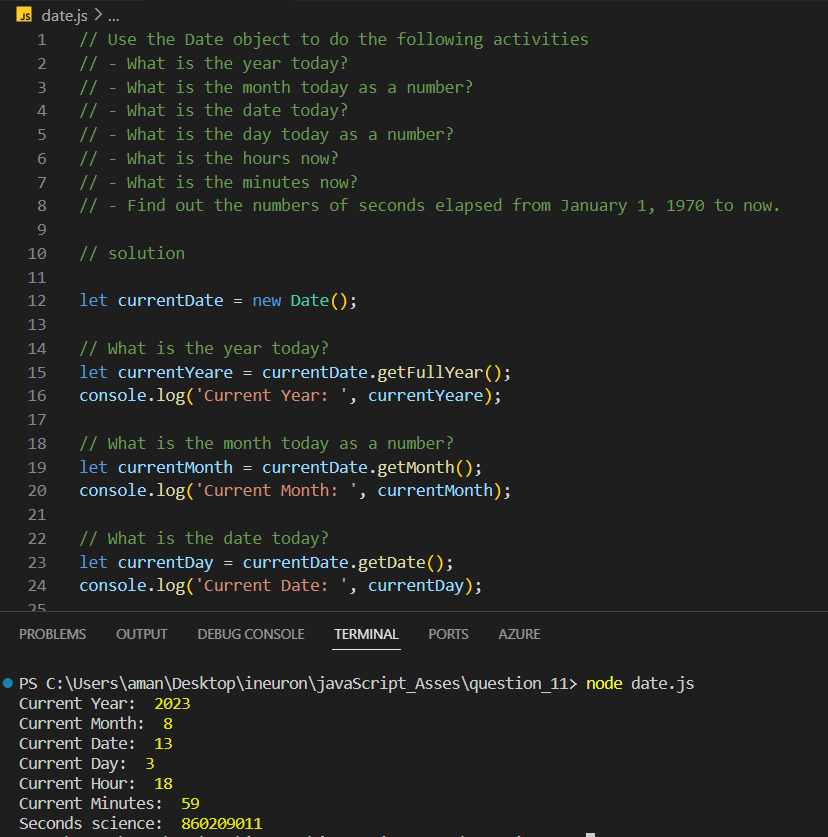 JS date.js > ...
1 // Use the Date object to do the following activities
2 // - What is the year today?
3 // - What is the month today as a number?
4 // - What is the date today?
5 // - What is the day today as a number?
6 // - What is the hours now?
7 // - What is the minutes now?
8 // - Find out the numbers of seconds elapsed from January 1, 1970 to now.
9
10 // solution
11
12 let currentDate = new Date();
13
14 // What is the year today?
15 let currentYeare = currentDate.getFullYear();
16 console.log('Current Year: ', currentYeare);
17
18 // What is the month today as a number?
19 let currentMonth = currentDate.getMonth();
20 console.log('Current Month: ', currentMonth);
21
22 // What is the date today?
23 let currentDay = currentDate.getDate();
24 console.log('Current Date: ', currentDay);
25
PROBLEMS OUTPUT DEBUG CONSOLE TERMINAL PORTS AZURE
PS C:\Users\aman\Desktop\ineuron\javaScript_Asses\question_11> node date.js
Current Year:  2023
Current Month:  8
Current Date:  13
Current Day:  3
Current Hour:  18
Current Minutes:  59
Seconds science:  860209011